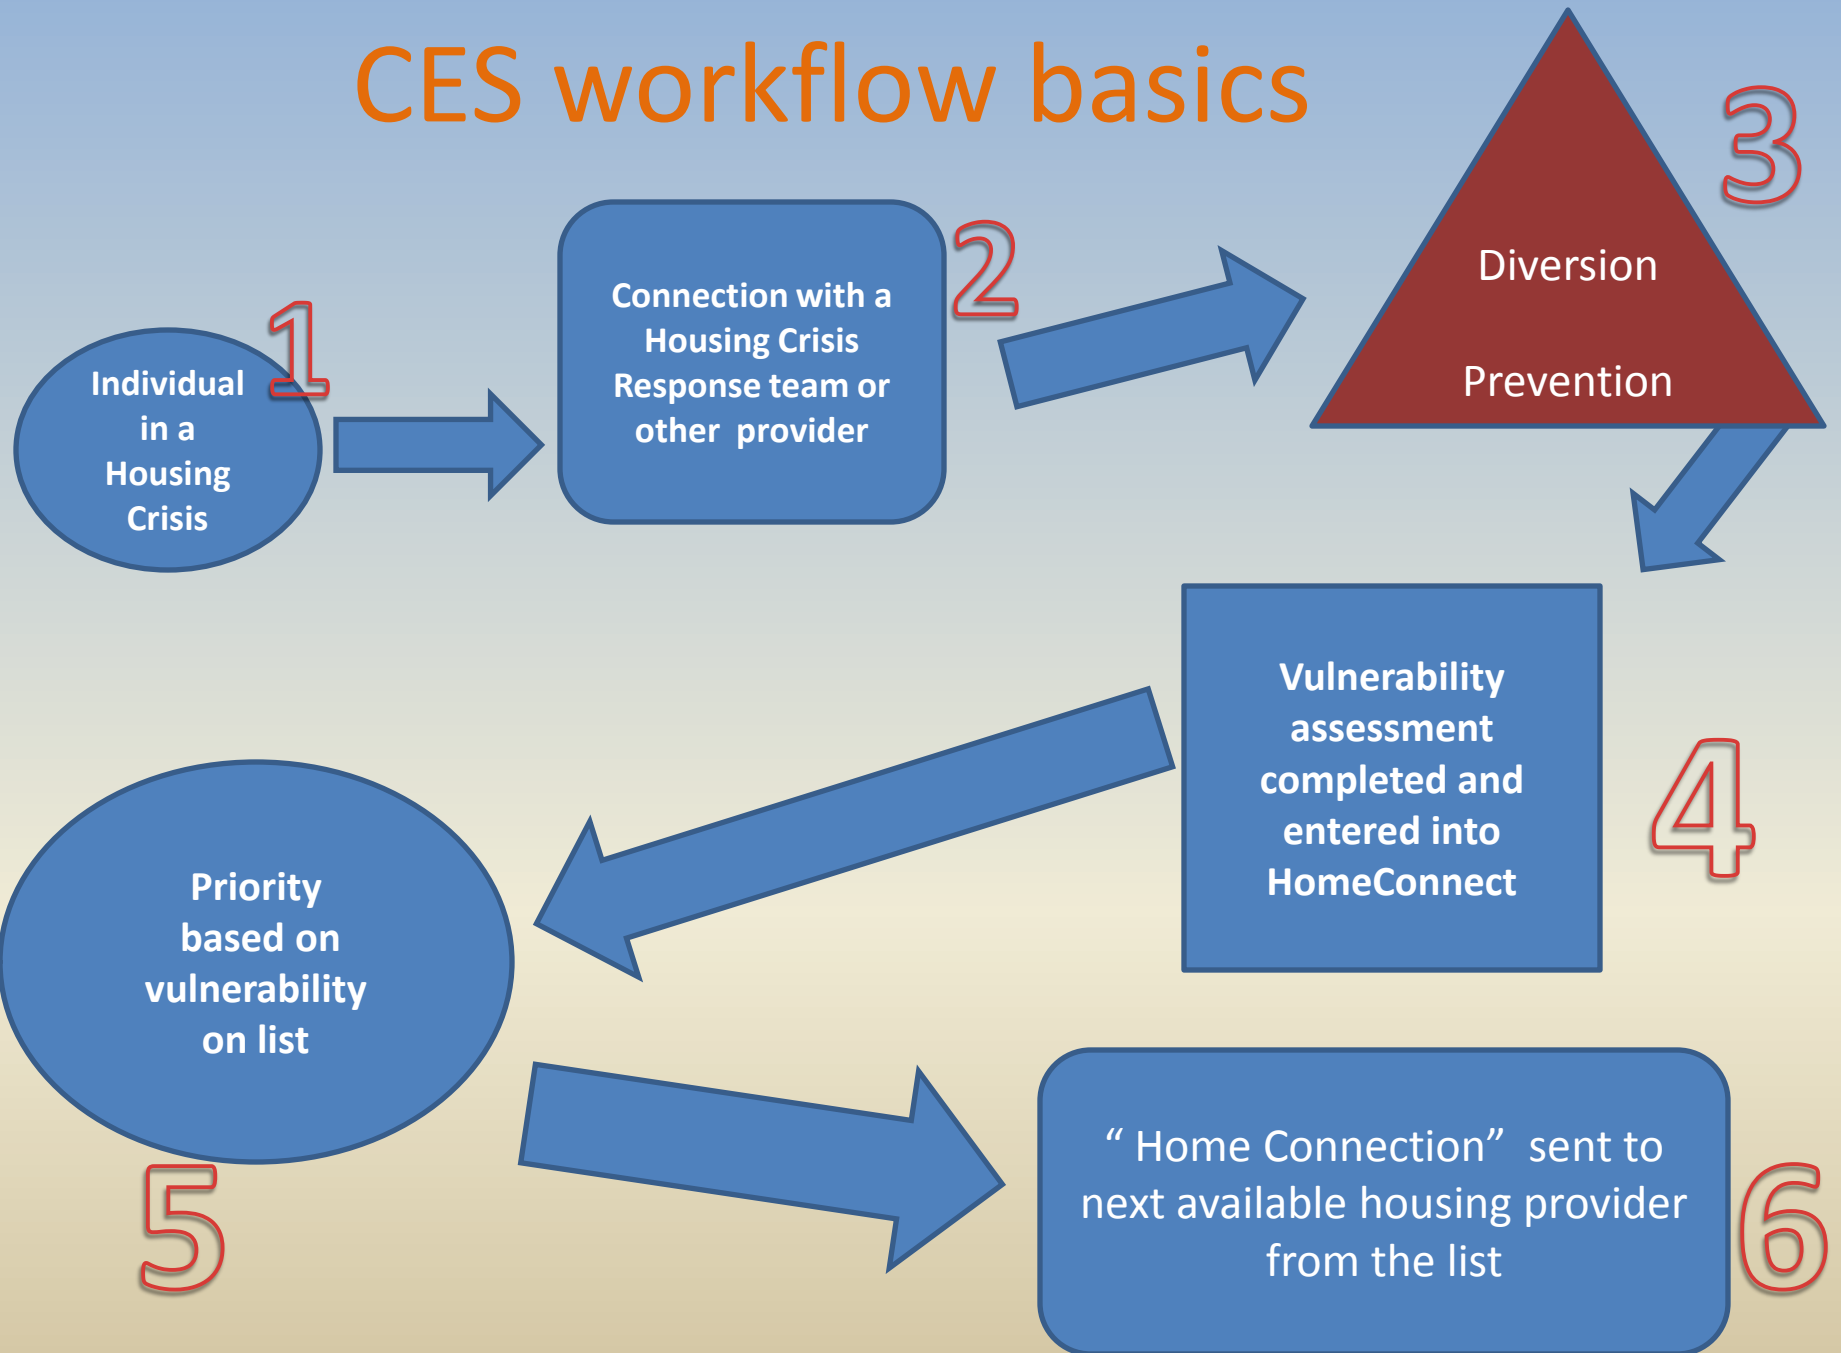 CES workflow basics
1
Individual
in a
Housing
Crisis
2
Connection with a
Housing Crisis
Response team or
other provider
3
Diversion
Prevention
4
Vulnerability
assessment
completed and
entered into
HomeConnect
5
Priority
based on
vulnerability
on list
6
“ Home Connection” sent to
next available housing provider
from the list